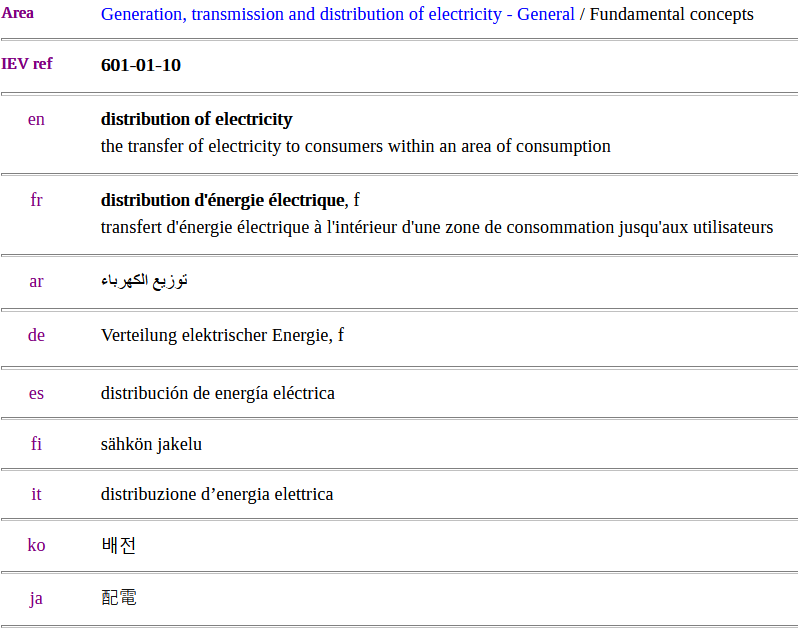 Area Generation, transmission and distribution of electricity - General / Fundamental concepts
IEV ref 601-01-10
en distribution of electricity
the transfer of electricity to consumers within an area of consumption
fr distribution d'énergie électrique, f
transfert d'énergie électrique à l'intérieur d'une zone de consommation jusqu'aux utilisateurs
ar توزيع الكهرباء
de Verteilung elektrischer Energie, f
es distribución de energía eléctrica
fi sähkön jakelu
it distribuzione d’energia elettrica
ko 배전
ja 配電